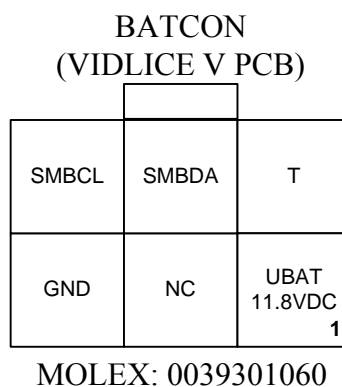 BATCON
(VIDLICE V PCB)
SMBCL SMBDA T
GND NC UBAT
11.8VDC
1
MOLEX: 0039301060